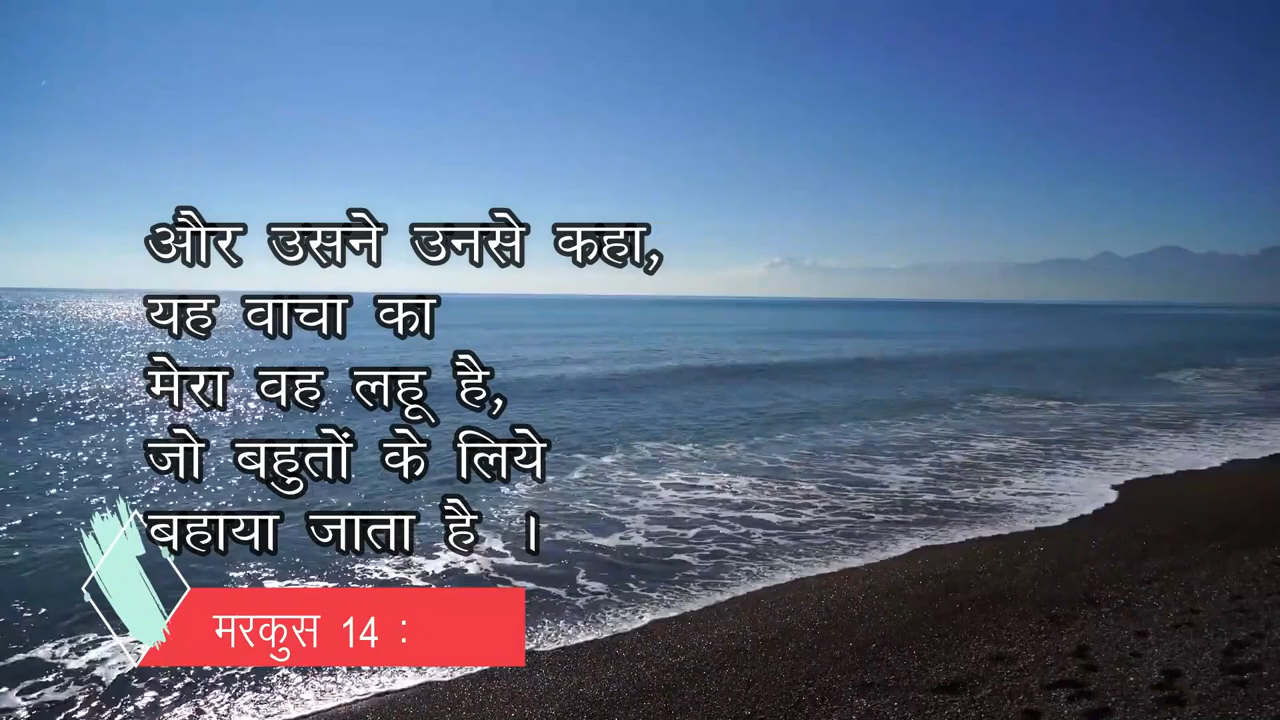 और उसने उनसे कहा,
यह वाचा का
मेरा वह लहू है,
जो बहुतों के लिये
बहाया जाता है ।
मरकुस 14 :